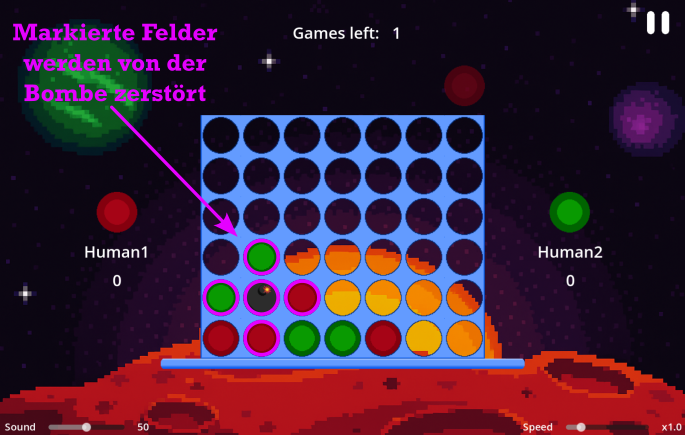 Markierte Felder
werden von der
Bombe zerstört
Games left: 1
Human1
0
Human2
0
Sound 50
Speed x1.0